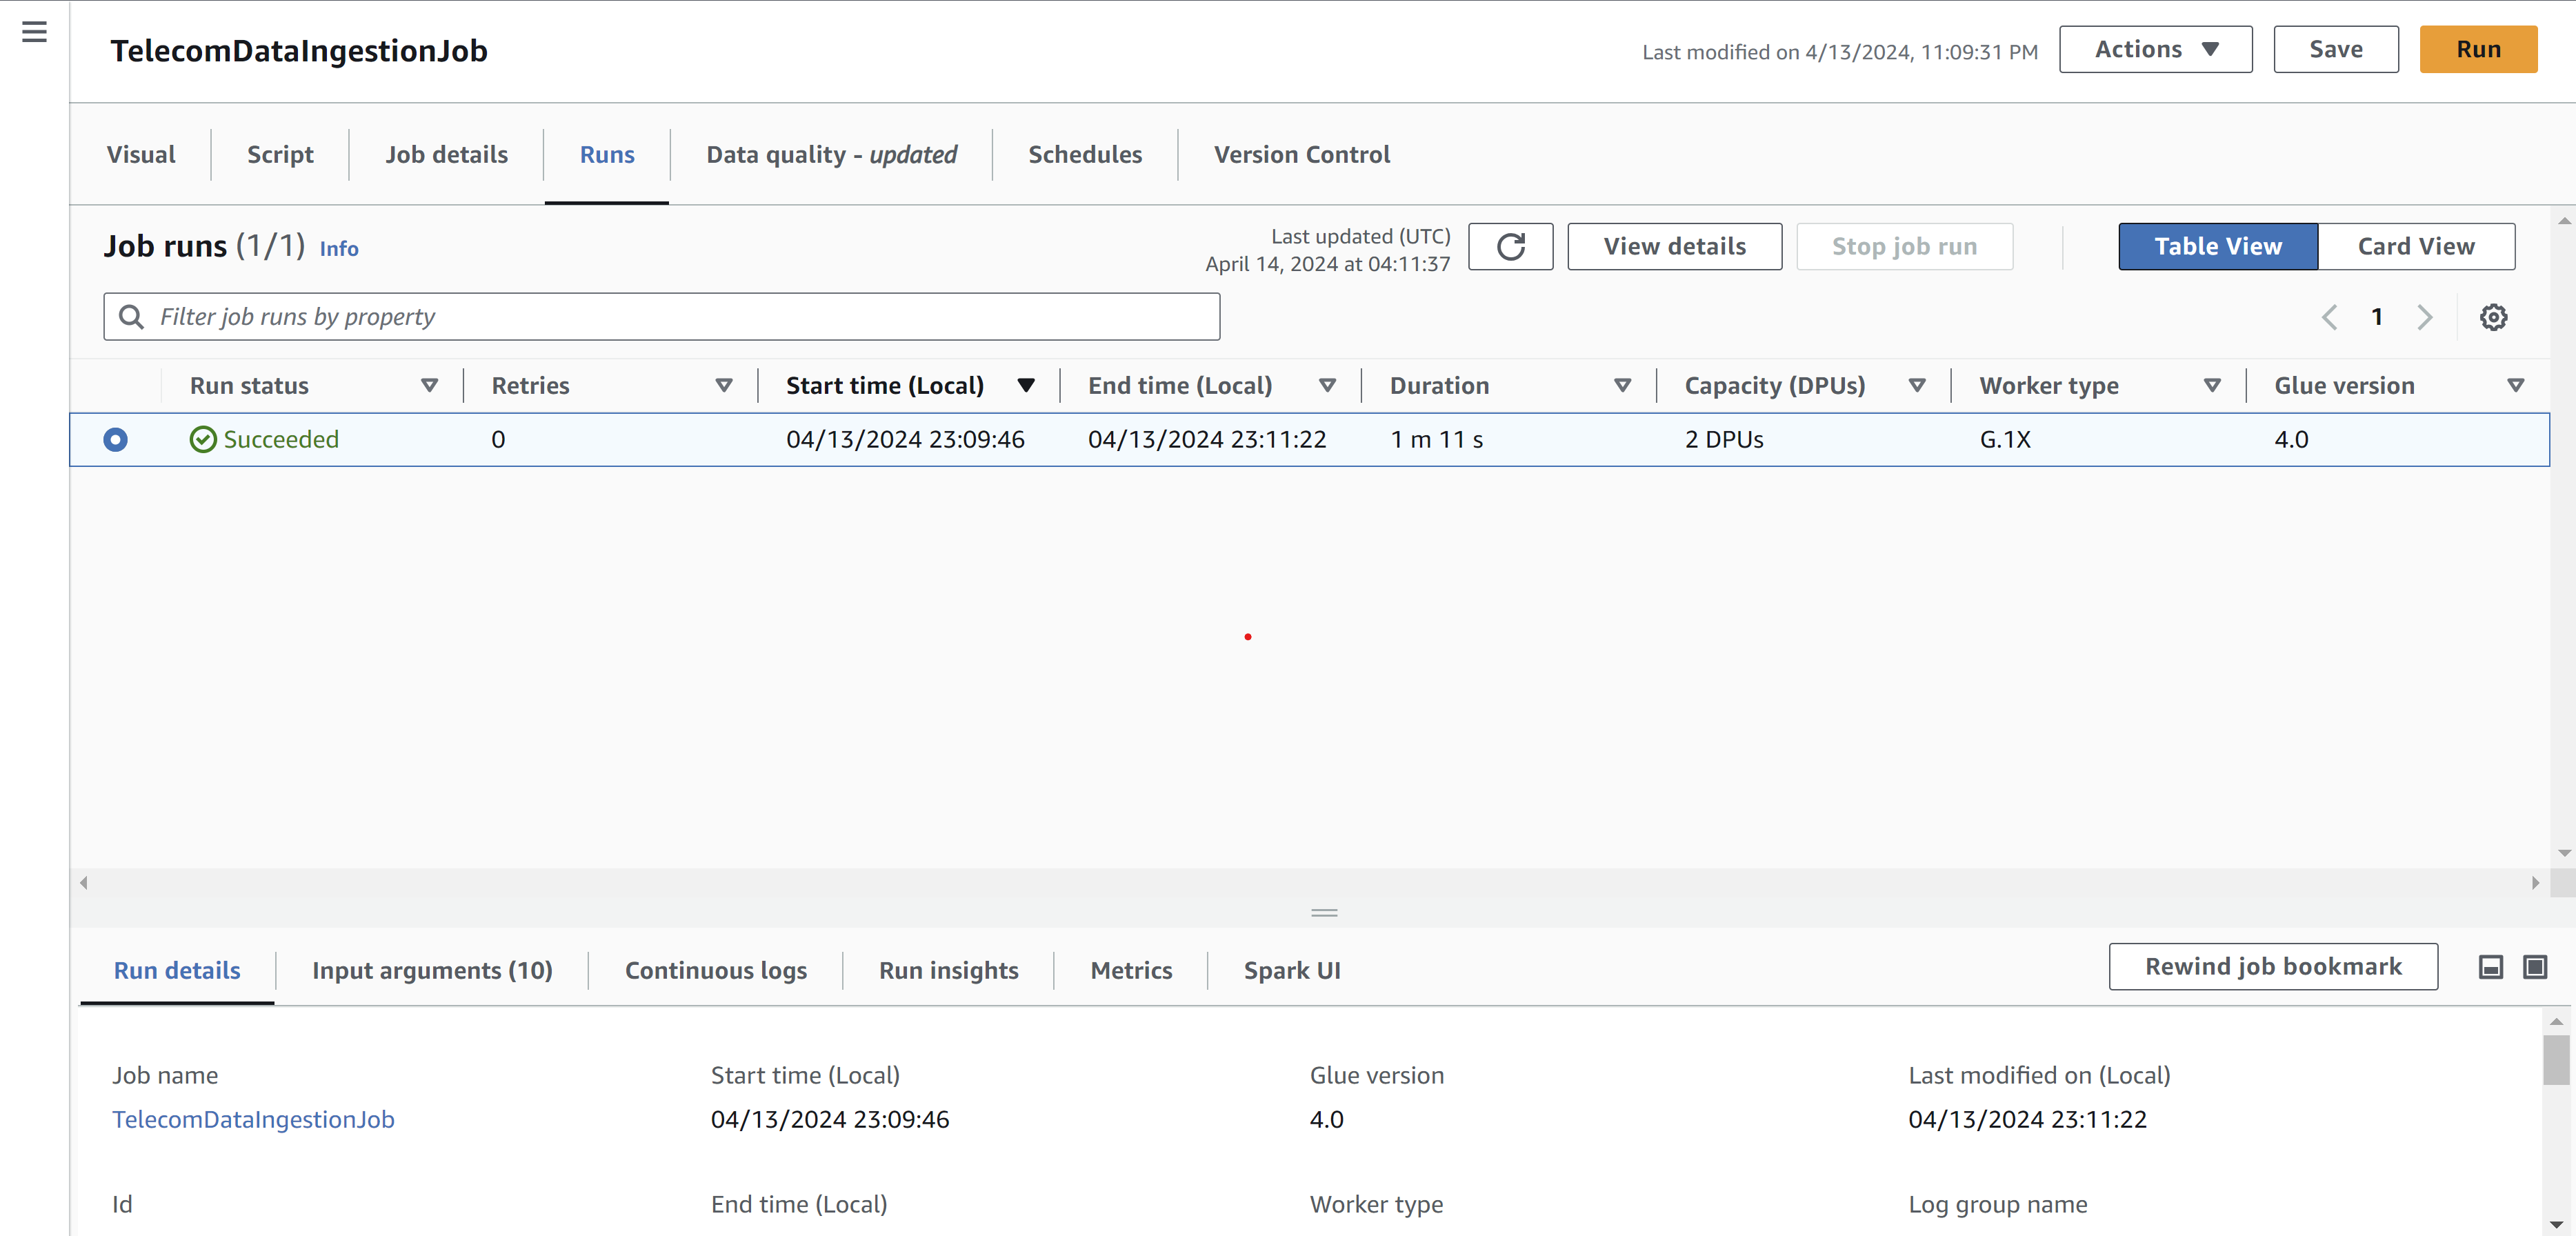 TelecomDataIngestionJob
Last modified on 4/13/2024, 11:09:31 PM
Actions
Save
Run
Visual
Script
Job details
Runs
Data quality - updated
Schedules
Version Control
Job runs (1/1) Info
Last updated (UTC)
April 14, 2024 at 04:11:37
View details
Stop job run
Table View
Card View
Filter job runs by property
1
Run status Retries Start time (Local) End time (Local) Duration Capacity (DPUs) Worker type Glue version
Succeeded 0 04/13/2024 23:09:46 04/13/2024 23:11:22 1 m 11 s 2 DPUs G.1X 4.0
Run details
Input arguments (10)
Continuous logs
Run insights
Metrics
Spark UI
Rewind job bookmark
Job name Start time (Local) Glue version Last modified on (Local)
TelecomDataIngestionJob 04/13/2024 23:09:46 4.0 04/13/2024 23:11:22
Id End time (Local) Worker type Log group name